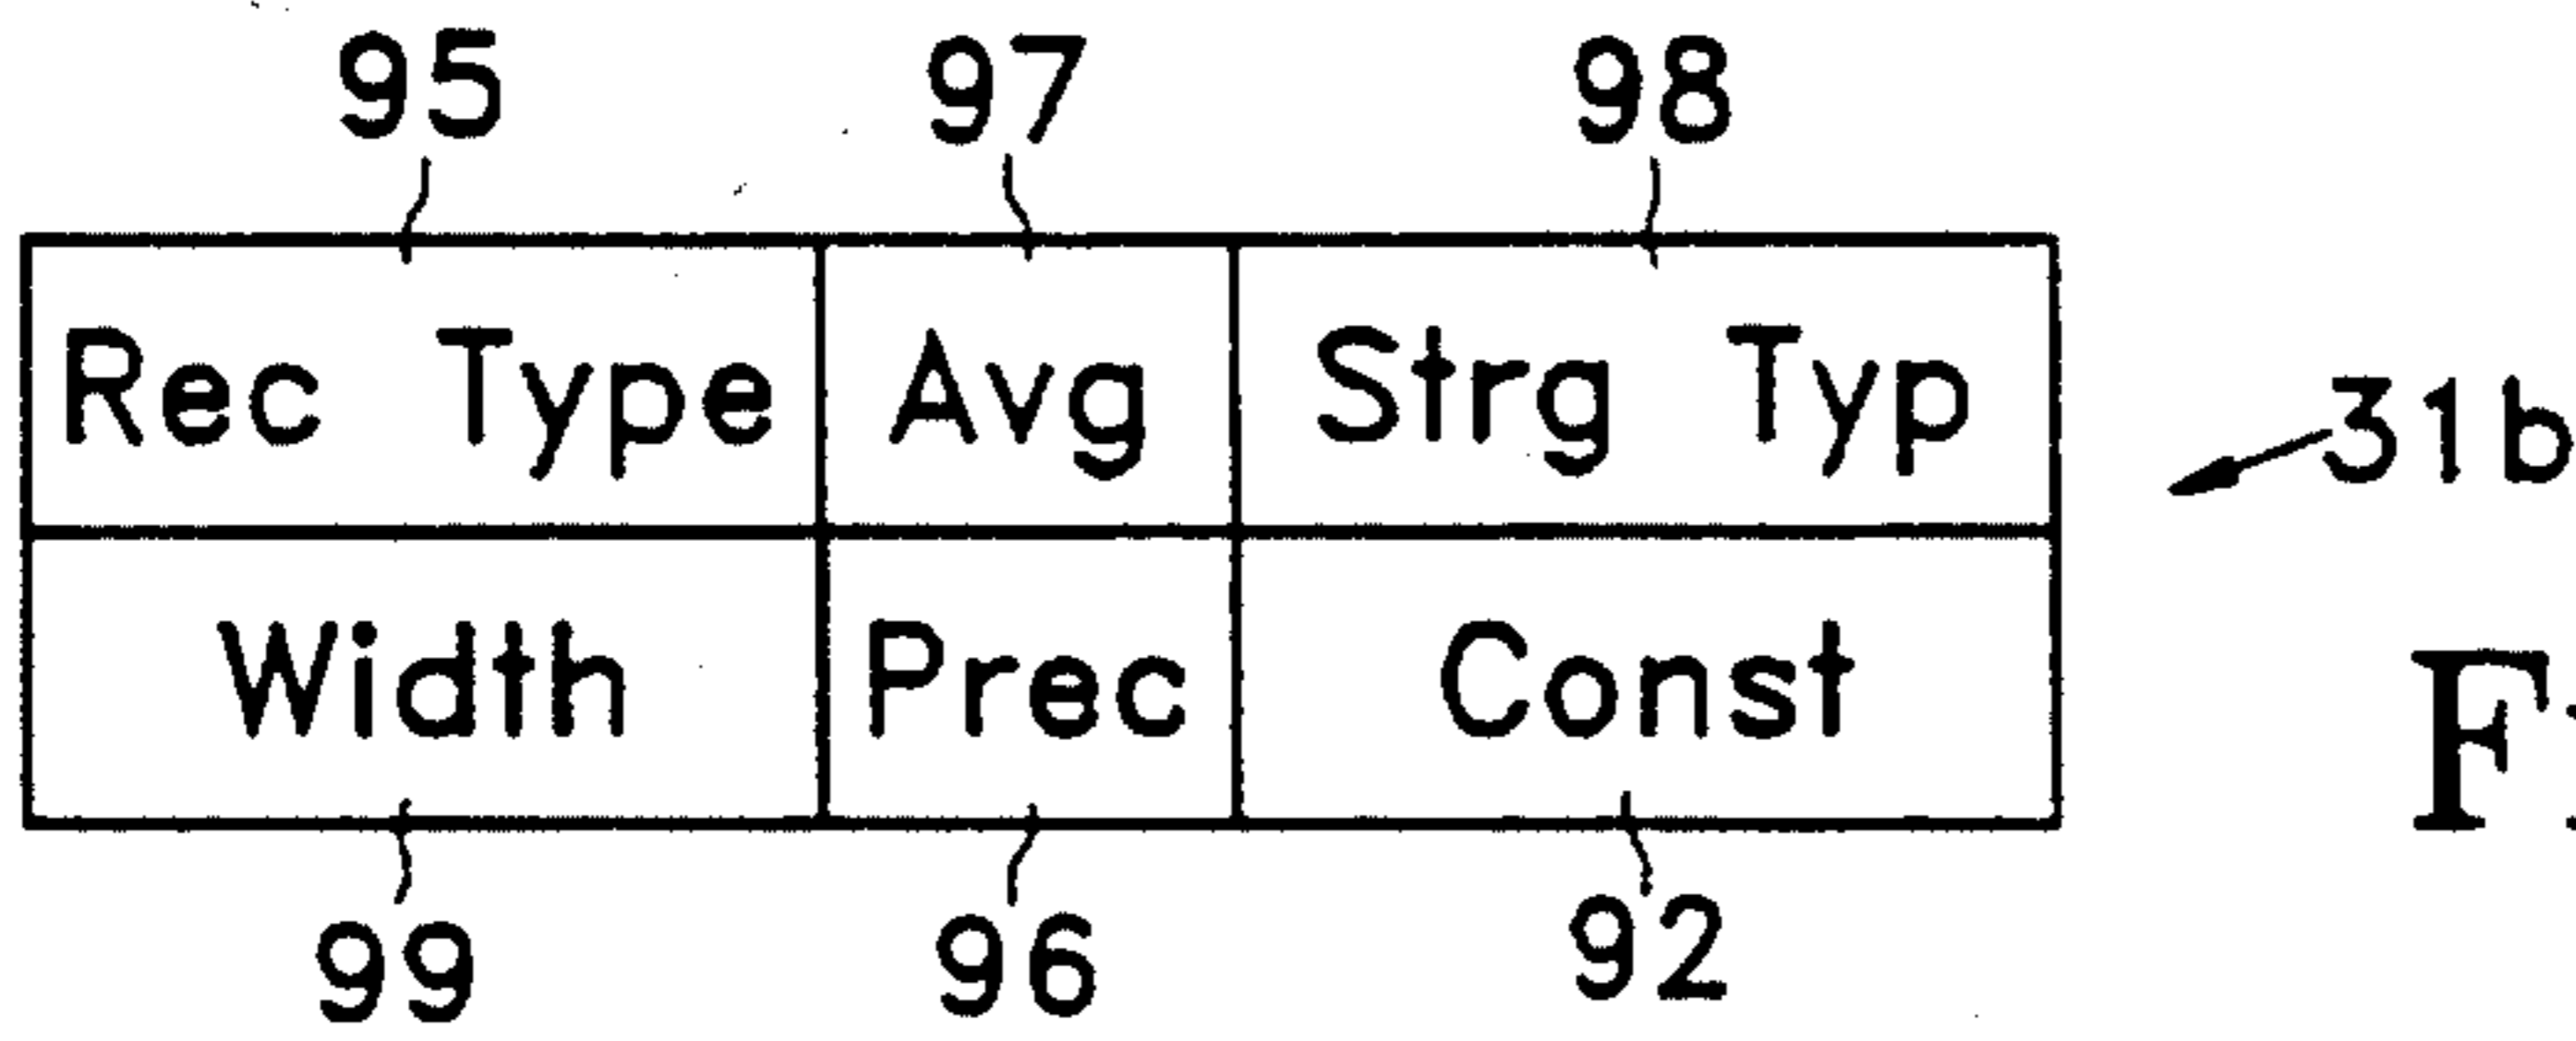 95 97 98
Rec Type Avg Strg Typ
31b
Width Prec Const
99 96 92